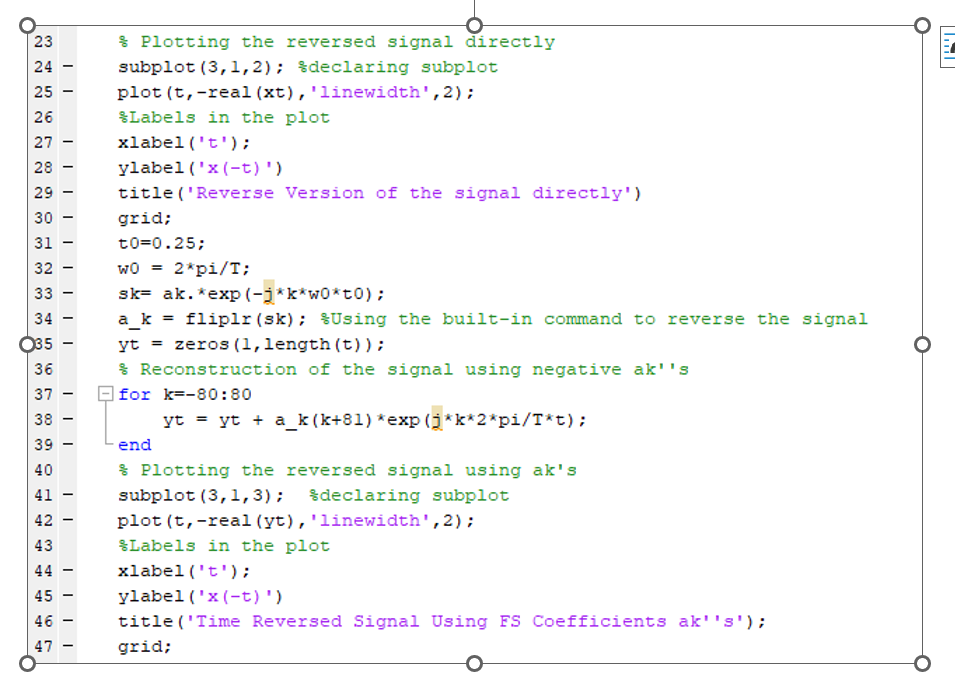 23 % Plotting the reversed signal directly
24 – subplot(3,1,2); %declaring subplot
25 – plot(t,-real(xt),'linewidth',2);
26 %Labels in the plot
27 – xlabel('t');
28 – ylabel('x(-t)')
29 – title('Reverse Version of the signal directly')
30 – grid;
31 – t0=0.25;
32 – w0 = 2*pi/T;
33 – sk= ak.*exp(-j*k*w0*t0);
34 – a_k = fliplr(sk); %Using the built-in command to reverse the signal
35 – yt = zeros(1,length(t));
36 % Reconstruction of the signal using negative ak''s
37 – for k=-80:80
38 – yt = yt + a_k(k+81)*exp(j*k*2*pi/T*t);
39 – end
40 % Plotting the reversed signal using ak's
41 – subplot(3,1,3); %declaring subplot
42 – plot(t,-real(yt),'linewidth',2);
43 %Labels in the plot
44 – xlabel('t');
45 – ylabel('x(-t)')
46 – title('Time Reversed Signal Using FS Coefficients ak''s');
47 – grid;